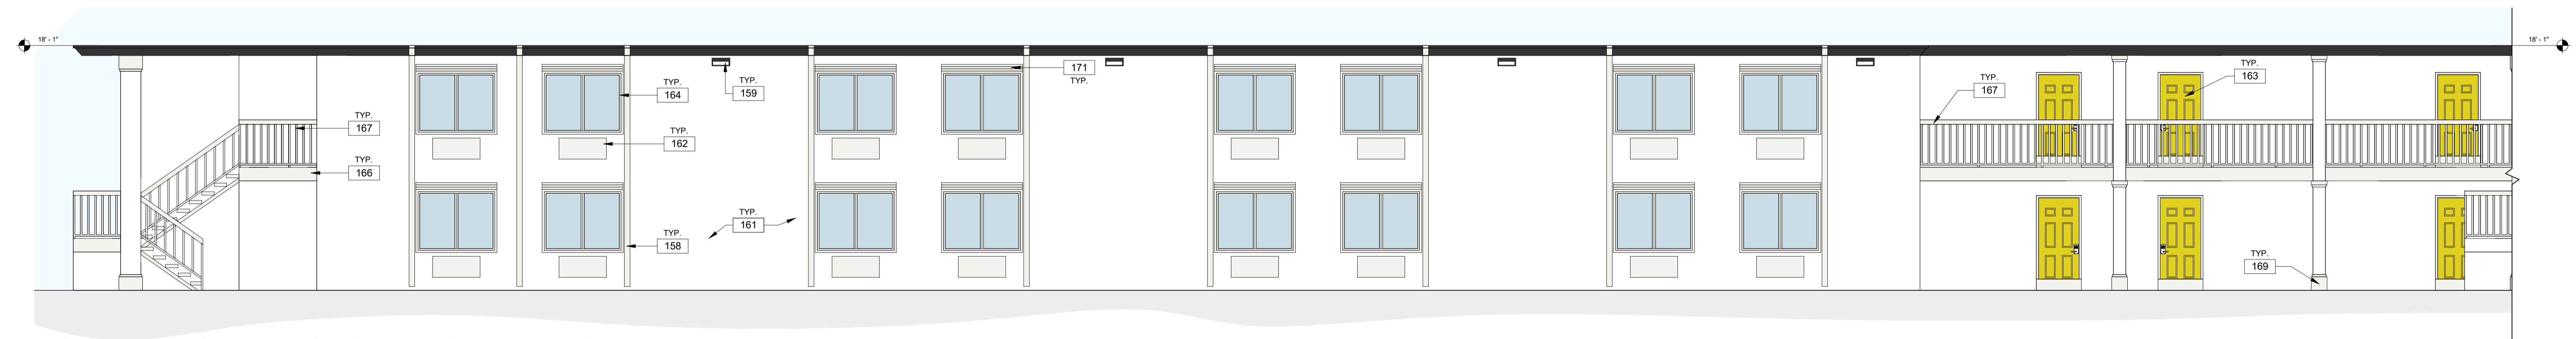 18' - 1"
18' - 1"
TYP.
163
171
TYP.
TYP.
159
TYP.
164
TYP.
167
TYP.
167
TYP.
162
TYP.
166
TYP.
161
TYP.
158
TYP.
169